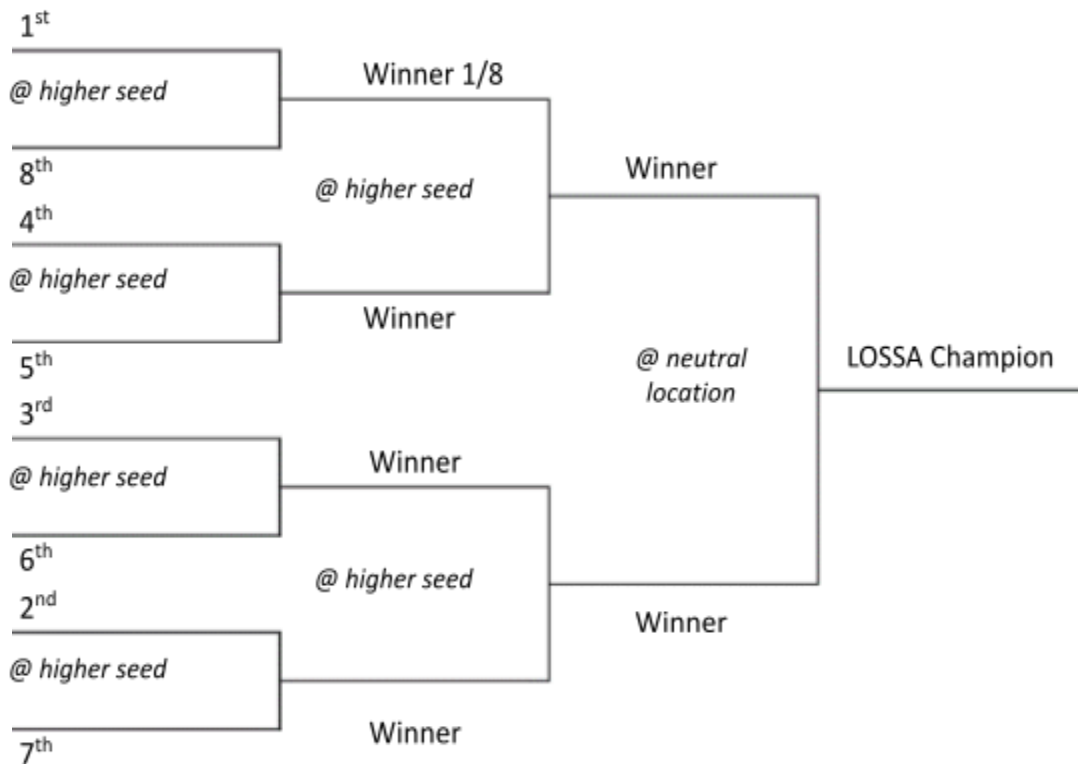 1st
@ higher seed
Winner 1/8
8th
@ higher seed
Winner
4th
@ higher seed
Winner
5th
@ neutral
location
LOSSA Champion
3rd
Winner
@ higher seed
6th
@ higher seed
2nd
Winner
@ higher seed
Winner
7th